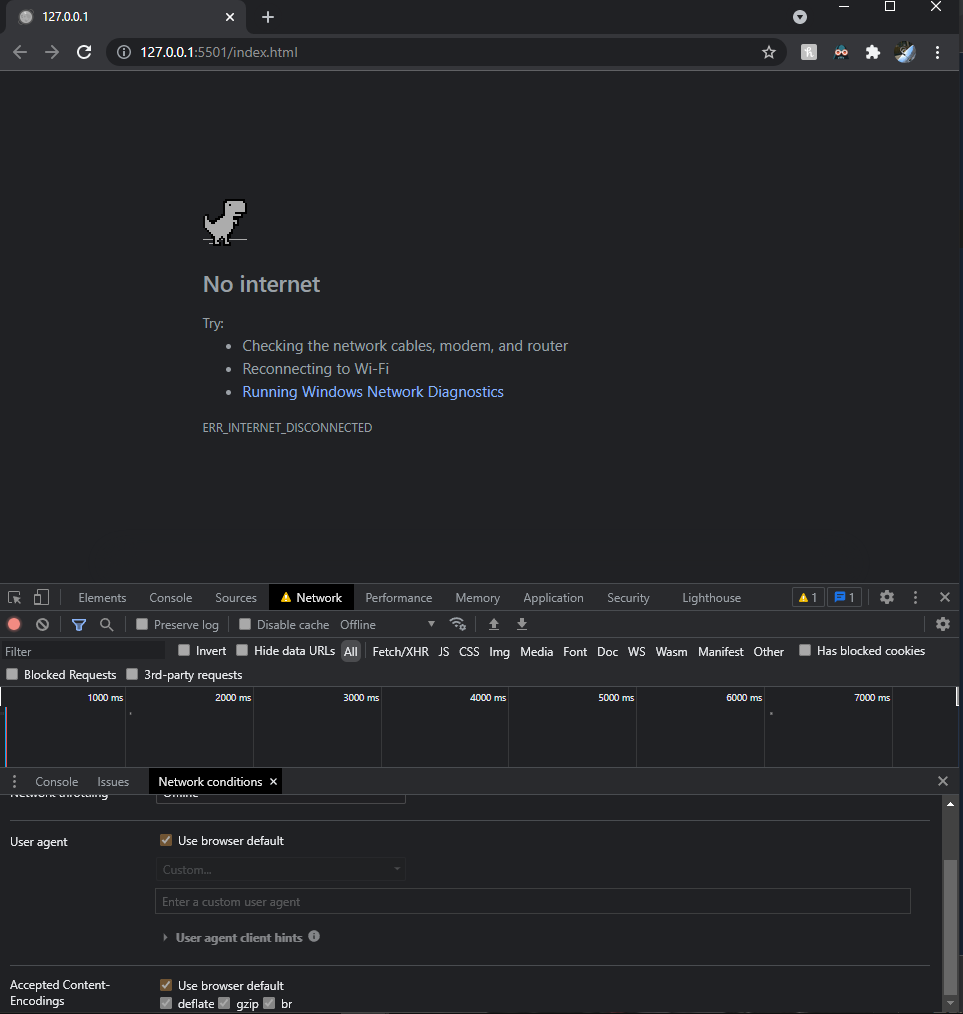 127.0.0.1
127.0.0.1:5501/index.html
No internet
Try:
Checking the network cables, modem, and router
Reconnecting to Wi-Fi
Running Windows Network Diagnostics
ERR_INTERNET_DISCONNECTED
Elements Console Sources Network Performance Memory Application Security Lighthouse 1 1
Preserve log Disable cache Offline
Filter Invert Hide data URLs All Fetch/XHR JS CSS Img Media Font Doc WS Wasm Manifest Other Has blocked cookies
Blocked Requests 3rd-party requests
1000 ms 2000 ms 3000 ms 4000 ms 5000 ms 6000 ms 7000 ms
Console Issues Network conditions
Network throttling Offline
User agent Use browser default
Custom...
Enter a custom user agent
User agent client hints
Accepted Content- Use browser default
Encodings deflate gzip br